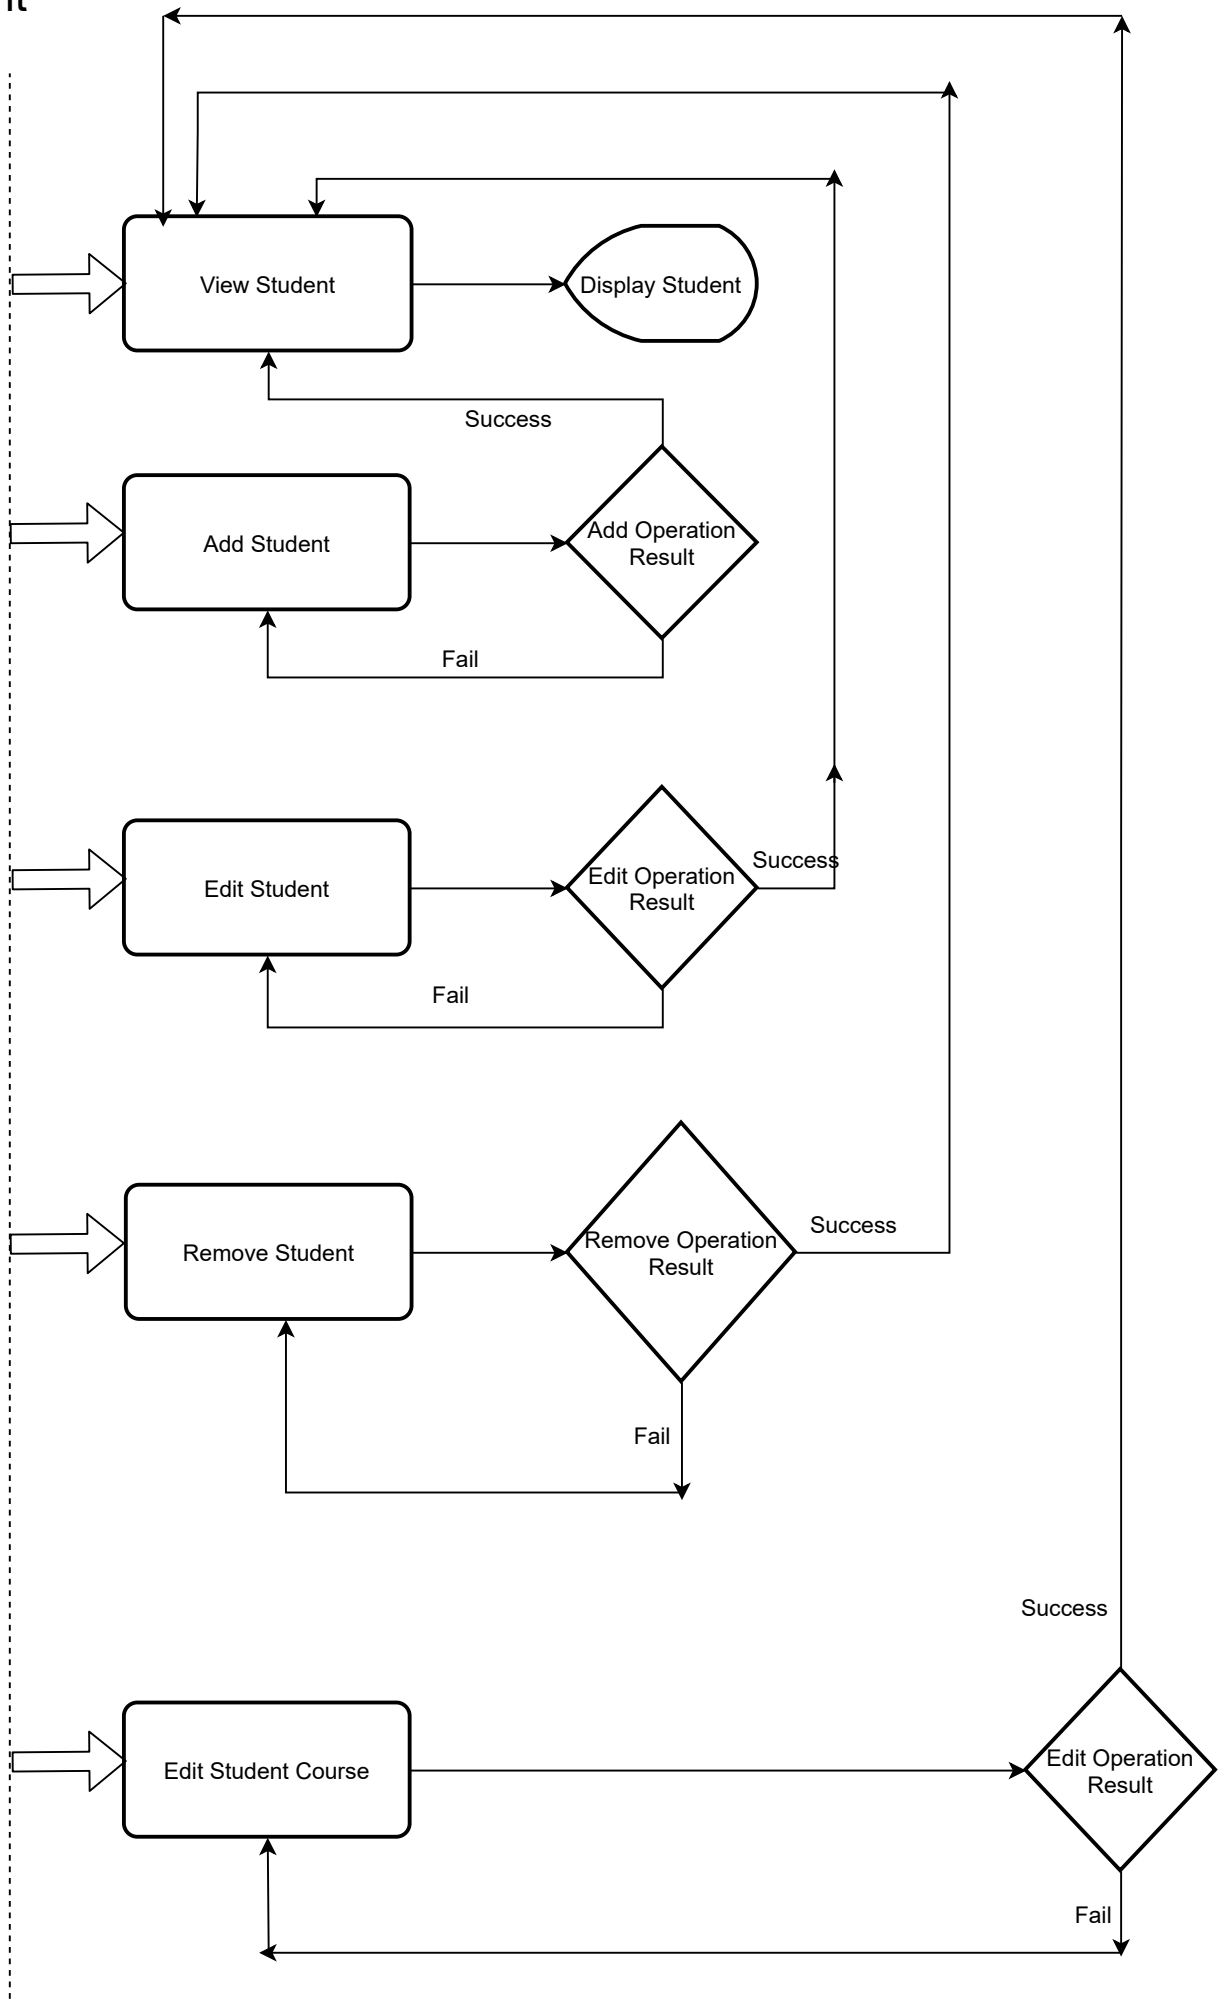 View Student
Display Student
Success
Add Student
Add Operation
Result
Fail
Edit Student
Edit Operation
Result
Success
Fail
Remove Student
Remove Operation
Result
Success
Fail
Success
Edit Student Course
Edit Operation
Result
Fail